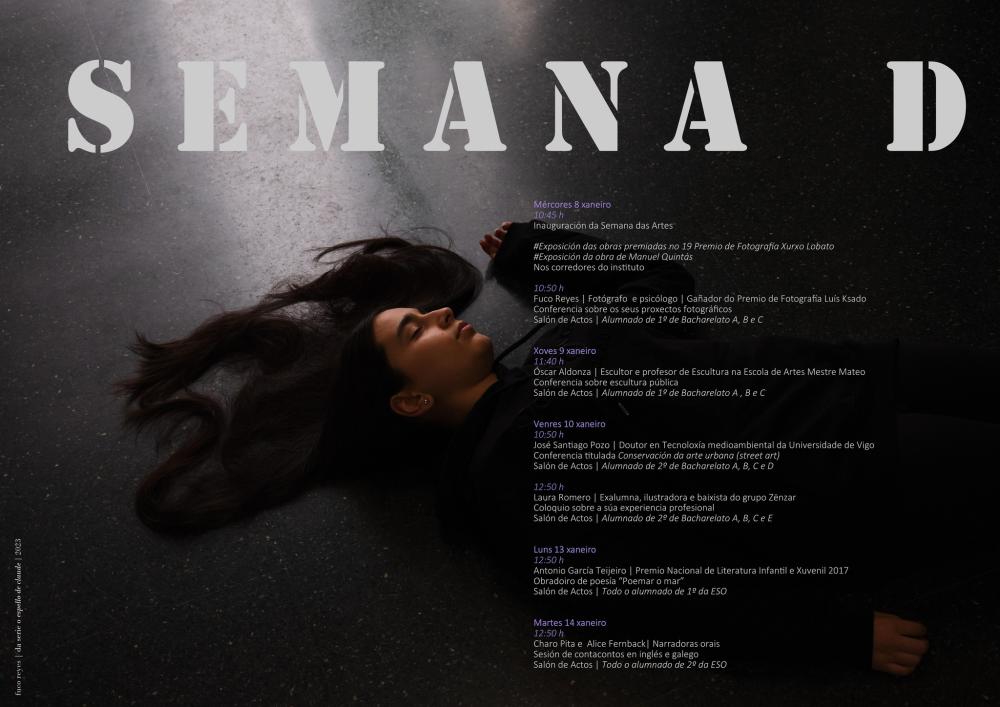 SEMANA D
Mércores 8 xaneiro
10:45 h
Inauguración da Semana das Artes
#Exposición das obras premiadas no 19 Premio de Fotografía Xurxo Lobato
#Exposición da obra de Manuel Quintás
Nos corredores do instituto
10:50 h
Fuco Reyes | Fotógrafo e psicólogo | Gañador do Premio de Fotografía Luís Ksado
Conferencia sobre os seus proxectos fotográficos
Salón de Actos | Alumnado de 1º de Bacharelato A, B e C
Xoves 9 xaneiro
11:40 h
Óscar Aldonza | Escultor e profesor de Escultura na Escola de Artes Mestre Mateo
Conferencia sobre escultura pública
Salón de Actos | Alumnado de 1º de Bacharelato A , B e C
Venres 10 xaneiro
10:50 h
José Santiago Pozo | Doutor en Tecnoloxía medioambiental da Universidade de Vigo
Conferencia titulada Conservación da arte urbana (street art)
Salón de Actos | Alumnado de 2º de Bacharelato A, B, C e D
12:50 h
Laura Romero | Exalumna, ilustradora e baixista do grupo Zënzar
Coloquio sobre a súa experiencia profesional
Salón de Actos | Alumnado de 2º de Bacharelato A, B, C e E
Luns 13 xaneiro
12:50 h
Antonio García Teijeiro | Premio Nacional de Literatura Infantil e Xuvenil 2017
Obradoiro de poesía "Poemar o mar"
Salón de Actos | Todo o alumnado de 1º da ESO
Martes 14 xaneiro
12:50 h
Charo Pita e Alice Fernback| Narradoras orais
Sesión de contacontos en inglés e galego
Salón de Actos | Todo o alumnado de 2º da ESO
fuco reyes | da serie o espello de claude | 2023